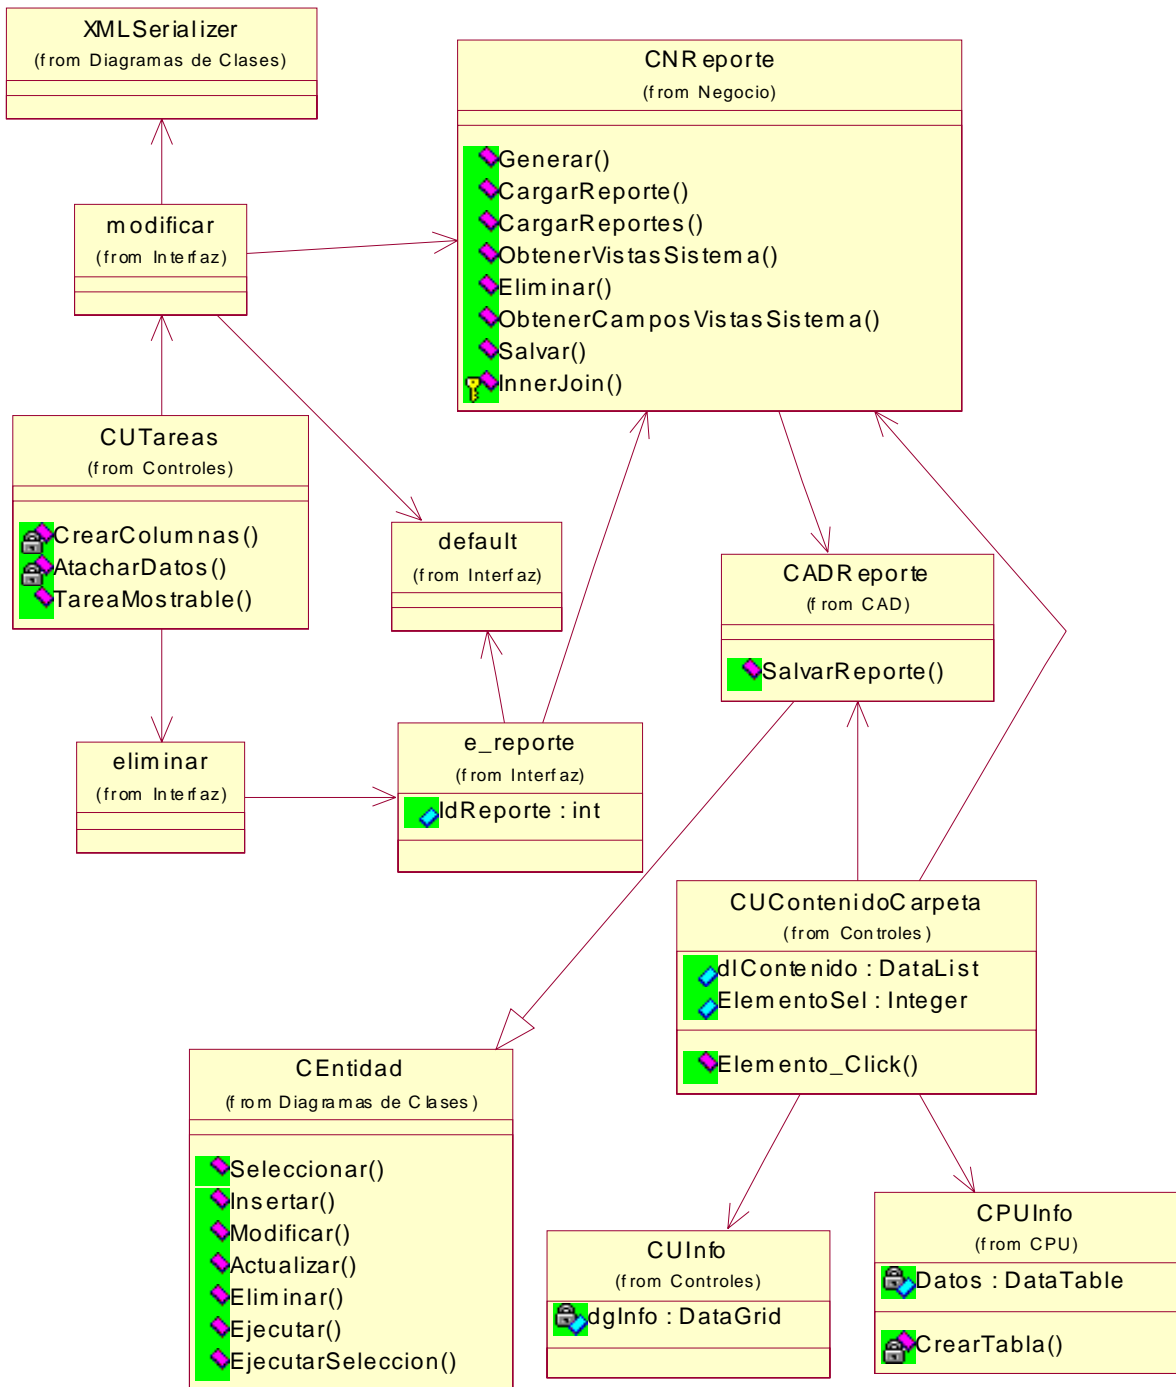 XMLSerializer
(from Diagramas de Clases)
CNReporte
(from Negocio)
Generar()
CargarReporte()
CargarReportes()
ObtenerVistasSistema()
Eliminar()
ObtenerCamposVistasSistema()
Salvar()
InnerJoin()
modificar
(from Interfaz)
CUTareas
(from Controles)
CrearColumnas()
AtacharDatos()
TareaMostrable()
default
(from Interfaz)
CADReporte
(from CAD)
SalvarReporte()
eliminar
(from Interfaz)
e_reporte
(from Interfaz)
IdReporte : int
CUContenidoCarpeta
(from Controles)
dlContenido : DataList
ElementoSel : Integer
Elemento_Click()
CEntidad
(from Diagramas de Clases)
Seleccionar()
Insertar()
Modificar()
Actualizar()
Eliminar()
Ejecutar()
EjecutarSeleccion()
CUInfo
(from Controles)
dgInfo : DataGrid
CPUInfo
(from CPU)
Datos : DataTable
CrearTabla()